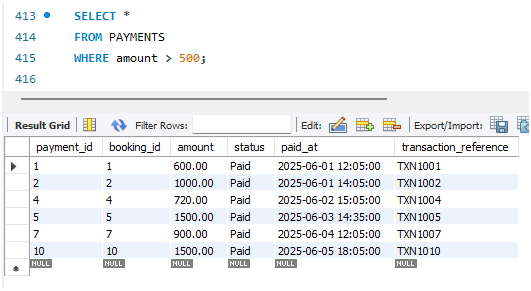 413 SELECT *
414 FROM PAYMENTS
415 WHERE amount > 500;
416
Result Grid Filter Rows: Edit: Export/Import:
payment_id booking_id amount status paid_at transaction_reference
1 1 600.00 Paid 2025-06-01 12:05:00 TXN1001
2 2 1000.00 Paid 2025-06-01 14:05:00 TXN1002
4 4 720.00 Paid 2025-06-02 15:05:00 TXN1004
5 5 1500.00 Paid 2025-06-03 14:35:00 TXN1005
7 7 900.00 Paid 2025-06-04 12:05:00 TXN1007
10 10 1500.00 Paid 2025-06-05 18:05:00 TXN1010
NULL NULL NULL NULL NULL NULL